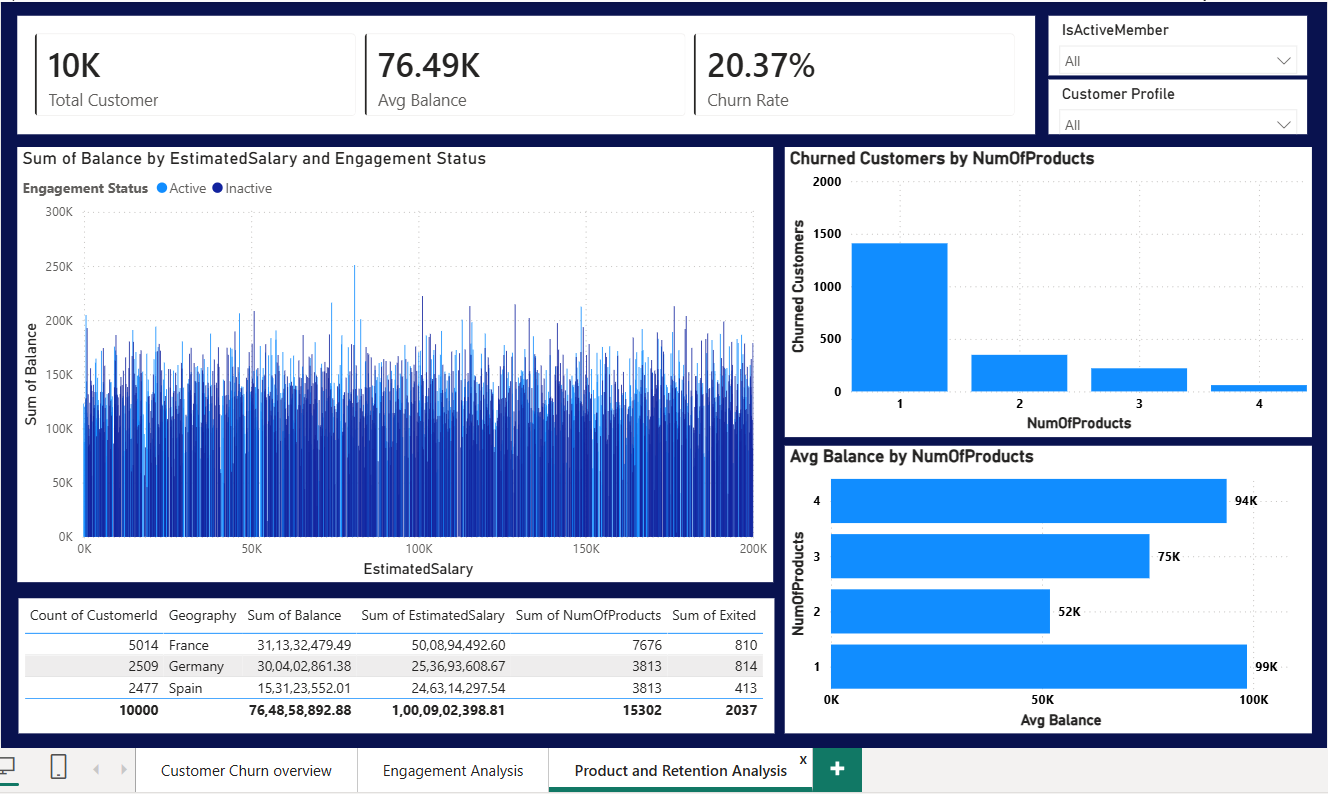 10K
Total Customer
76.49K
Avg Balance
20.37%
Churn Rate
IsActiveMember
All
Customer Profile
All
Sum of Balance by EstimatedSalary and Engagement Status
Engagement Status Active Inactive
300K
250K
200K
150K
100K
50K
0K
Sum of Balance
0K 50K 100K 150K 200K
EstimatedSalary
Churned Customers by NumOfProducts
2000
1500
1000
500
0
Churned Customers
1 2 3 4
NumOfProducts
Count of CustomerId Geography Sum of Balance Sum of EstimatedSalary Sum of NumOfProducts Sum of Exited
5014 France 31,13,32,479.49 50,08,94,492.60 7676 810
2509 Germany 30,04,02,861.38 25,36,93,608.67 3813 814
2477 Spain 15,31,23,552.01 24,63,14,297.54 3813 413
10000 76,48,58,892.88 1,00,09,02,398.81 15302 2037
Avg Balance by NumOfProducts
4 94K
3 75K
2 52K
1 99K
NumOfProducts
0K 50K 100K
Avg Balance
Customer Churn overview Engagement Analysis Product and Retention Analysis x +